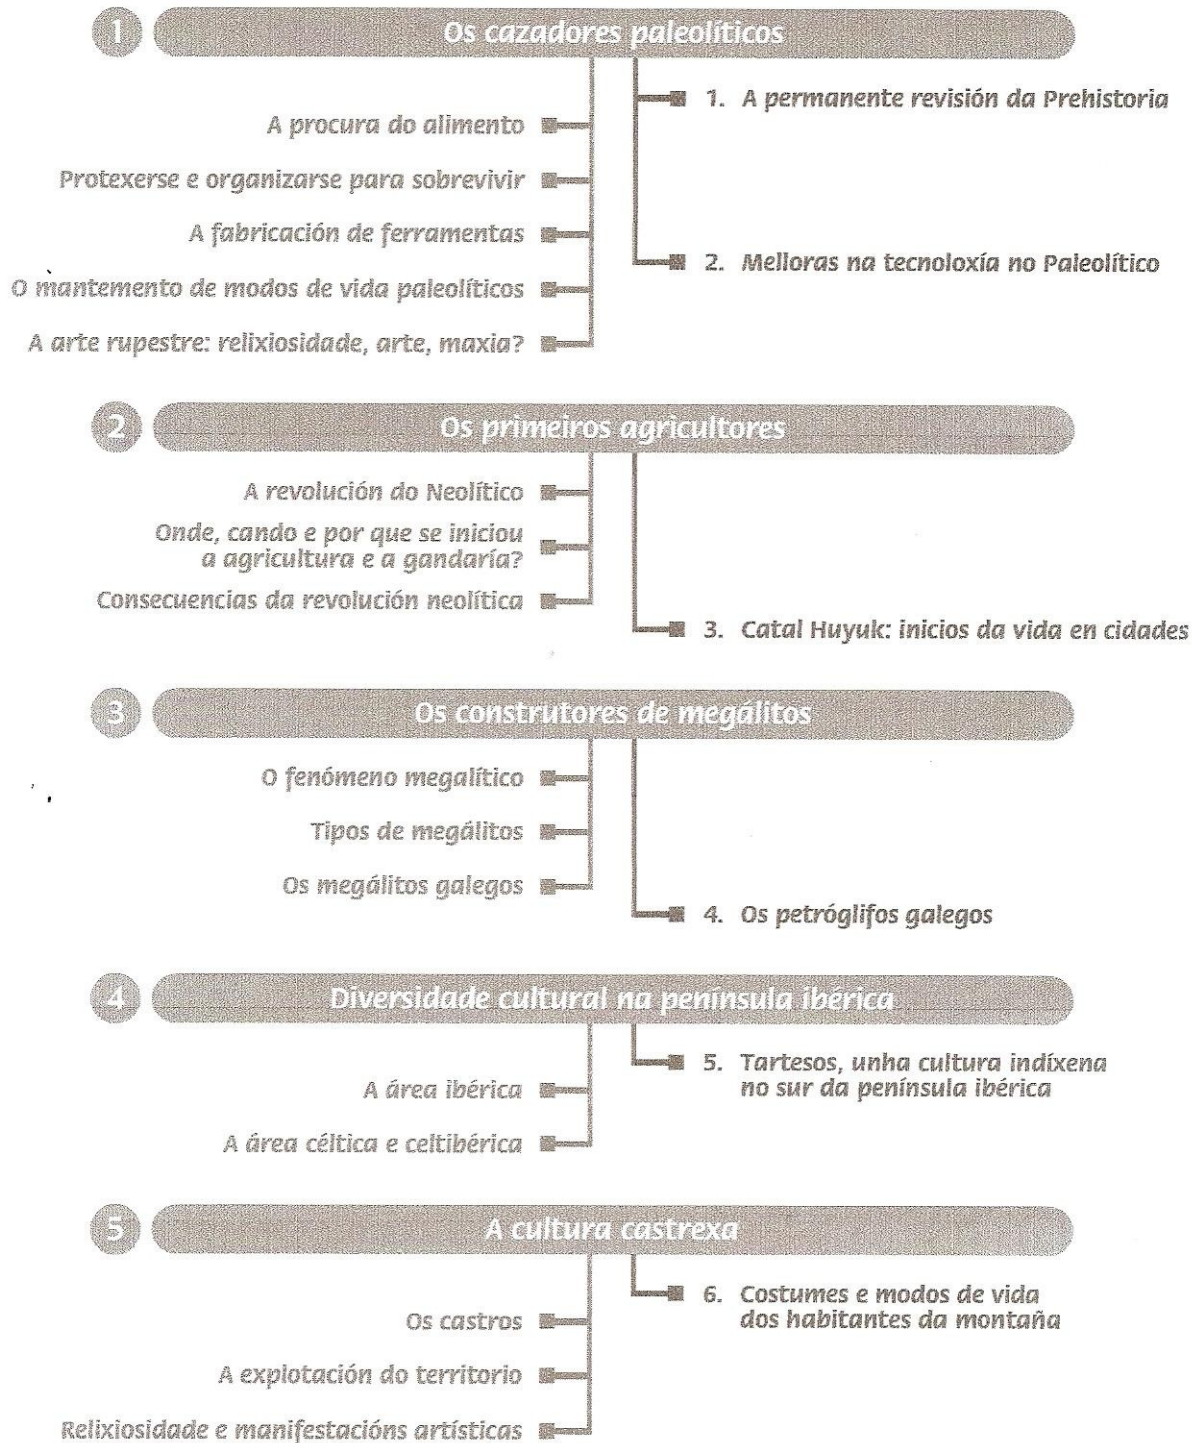 1
Os cazadores paleolíticos
1. A permanente revisión da Prehistoria
A procura do alimento
Protexerse e organizarse para sobrevivir
A fabricación de ferramentas
2. Melloras na tecnoloxía no Paleolítico
O mantemento de modos de vida paleolíticos
A arte rupestre: relixiosidade, arte, maxia?
2
Os primeiros agricultores
A revolución do Neolítico
Onde, cando e por que se iniciou
a agricultura e a gandaría?
Consecuencias da revolución neolítica
3. Catal Huyuk: inicios da vida en cidades
3
Os construtores de megálitos
O fenómeno megalítico
Tipos de megálitos
Os megálitos galegos
4. Os petróglifos galegos
4
Diversidade cultural na península ibérica
5. Tartesos, unha cultura indíxena
no sur da península ibérica
A área ibérica
A área céltica e celtibérica
5
A cultura castrexa
6. Costumes e modos de vida
dos habitantes da montaña
Os castros
A explotación do territorio
Relixiosidade e manifestacións artísticas